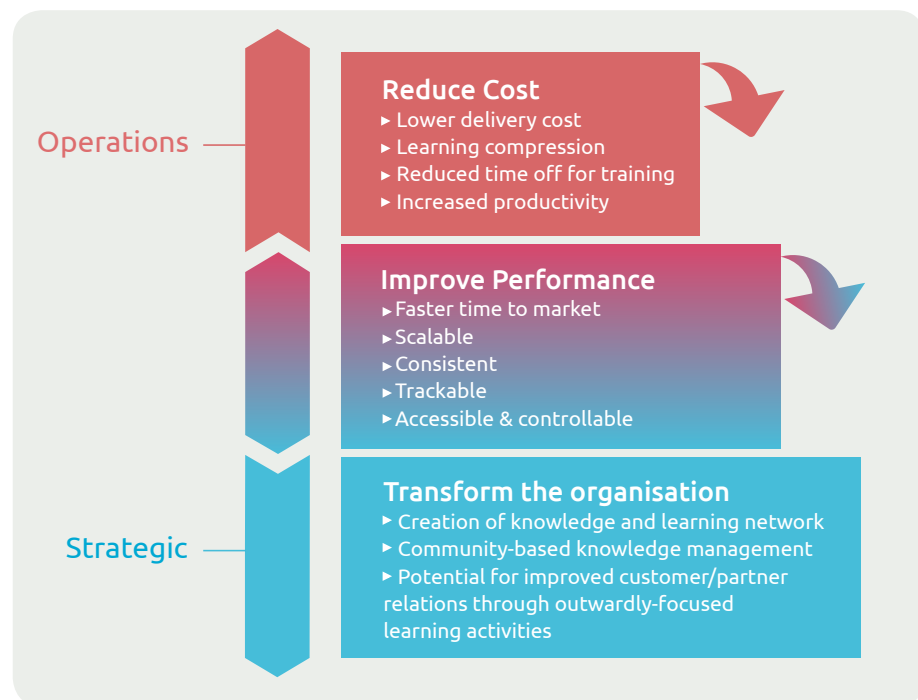 Operations
Reduce Cost
▸ Lower delivery cost
▸ Learning compression
▸ Reduced time off for training
▸ Increased productivity
Improve Performance
▸ Faster time to market
▸ Scalable
▸ Consistent
▸ Trackable
▸ Accessible & controllable
Strategic
Transform the organisation
▸ Creation of knowledge and learning network
▸ Community-based knowledge management
▸ Potential for improved customer/partner
relations through outwardly-focused
learning activities